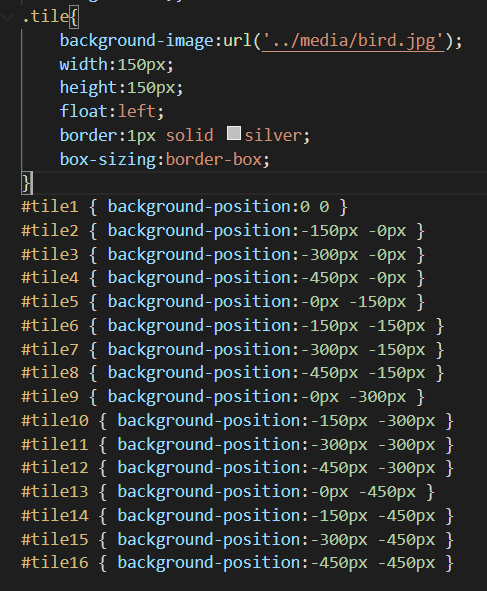 .tile{
background-image:url('../media/bird.jpg');
width:150px;
height:150px;
float:left;
border:1px solid silver;
box-sizing:border-box;
}
#tile1 { background-position:0 0 }
#tile2 { background-position:-150px -0px }
#tile3 { background-position:-300px -0px }
#tile4 { background-position:-450px -0px }
#tile5 { background-position:-0px -150px }
#tile6 { background-position:-150px -150px }
#tile7 { background-position:-300px -150px }
#tile8 { background-position:-450px -150px }
#tile9 { background-position:-0px -300px }
#tile10 { background-position:-150px -300px }
#tile11 { background-position:-300px -300px }
#tile12 { background-position:-450px -300px }
#tile13 { background-position:-0px -450px }
#tile14 { background-position:-150px -450px }
#tile15 { background-position:-300px -450px }
#tile16 { background-position:-450px -450px }